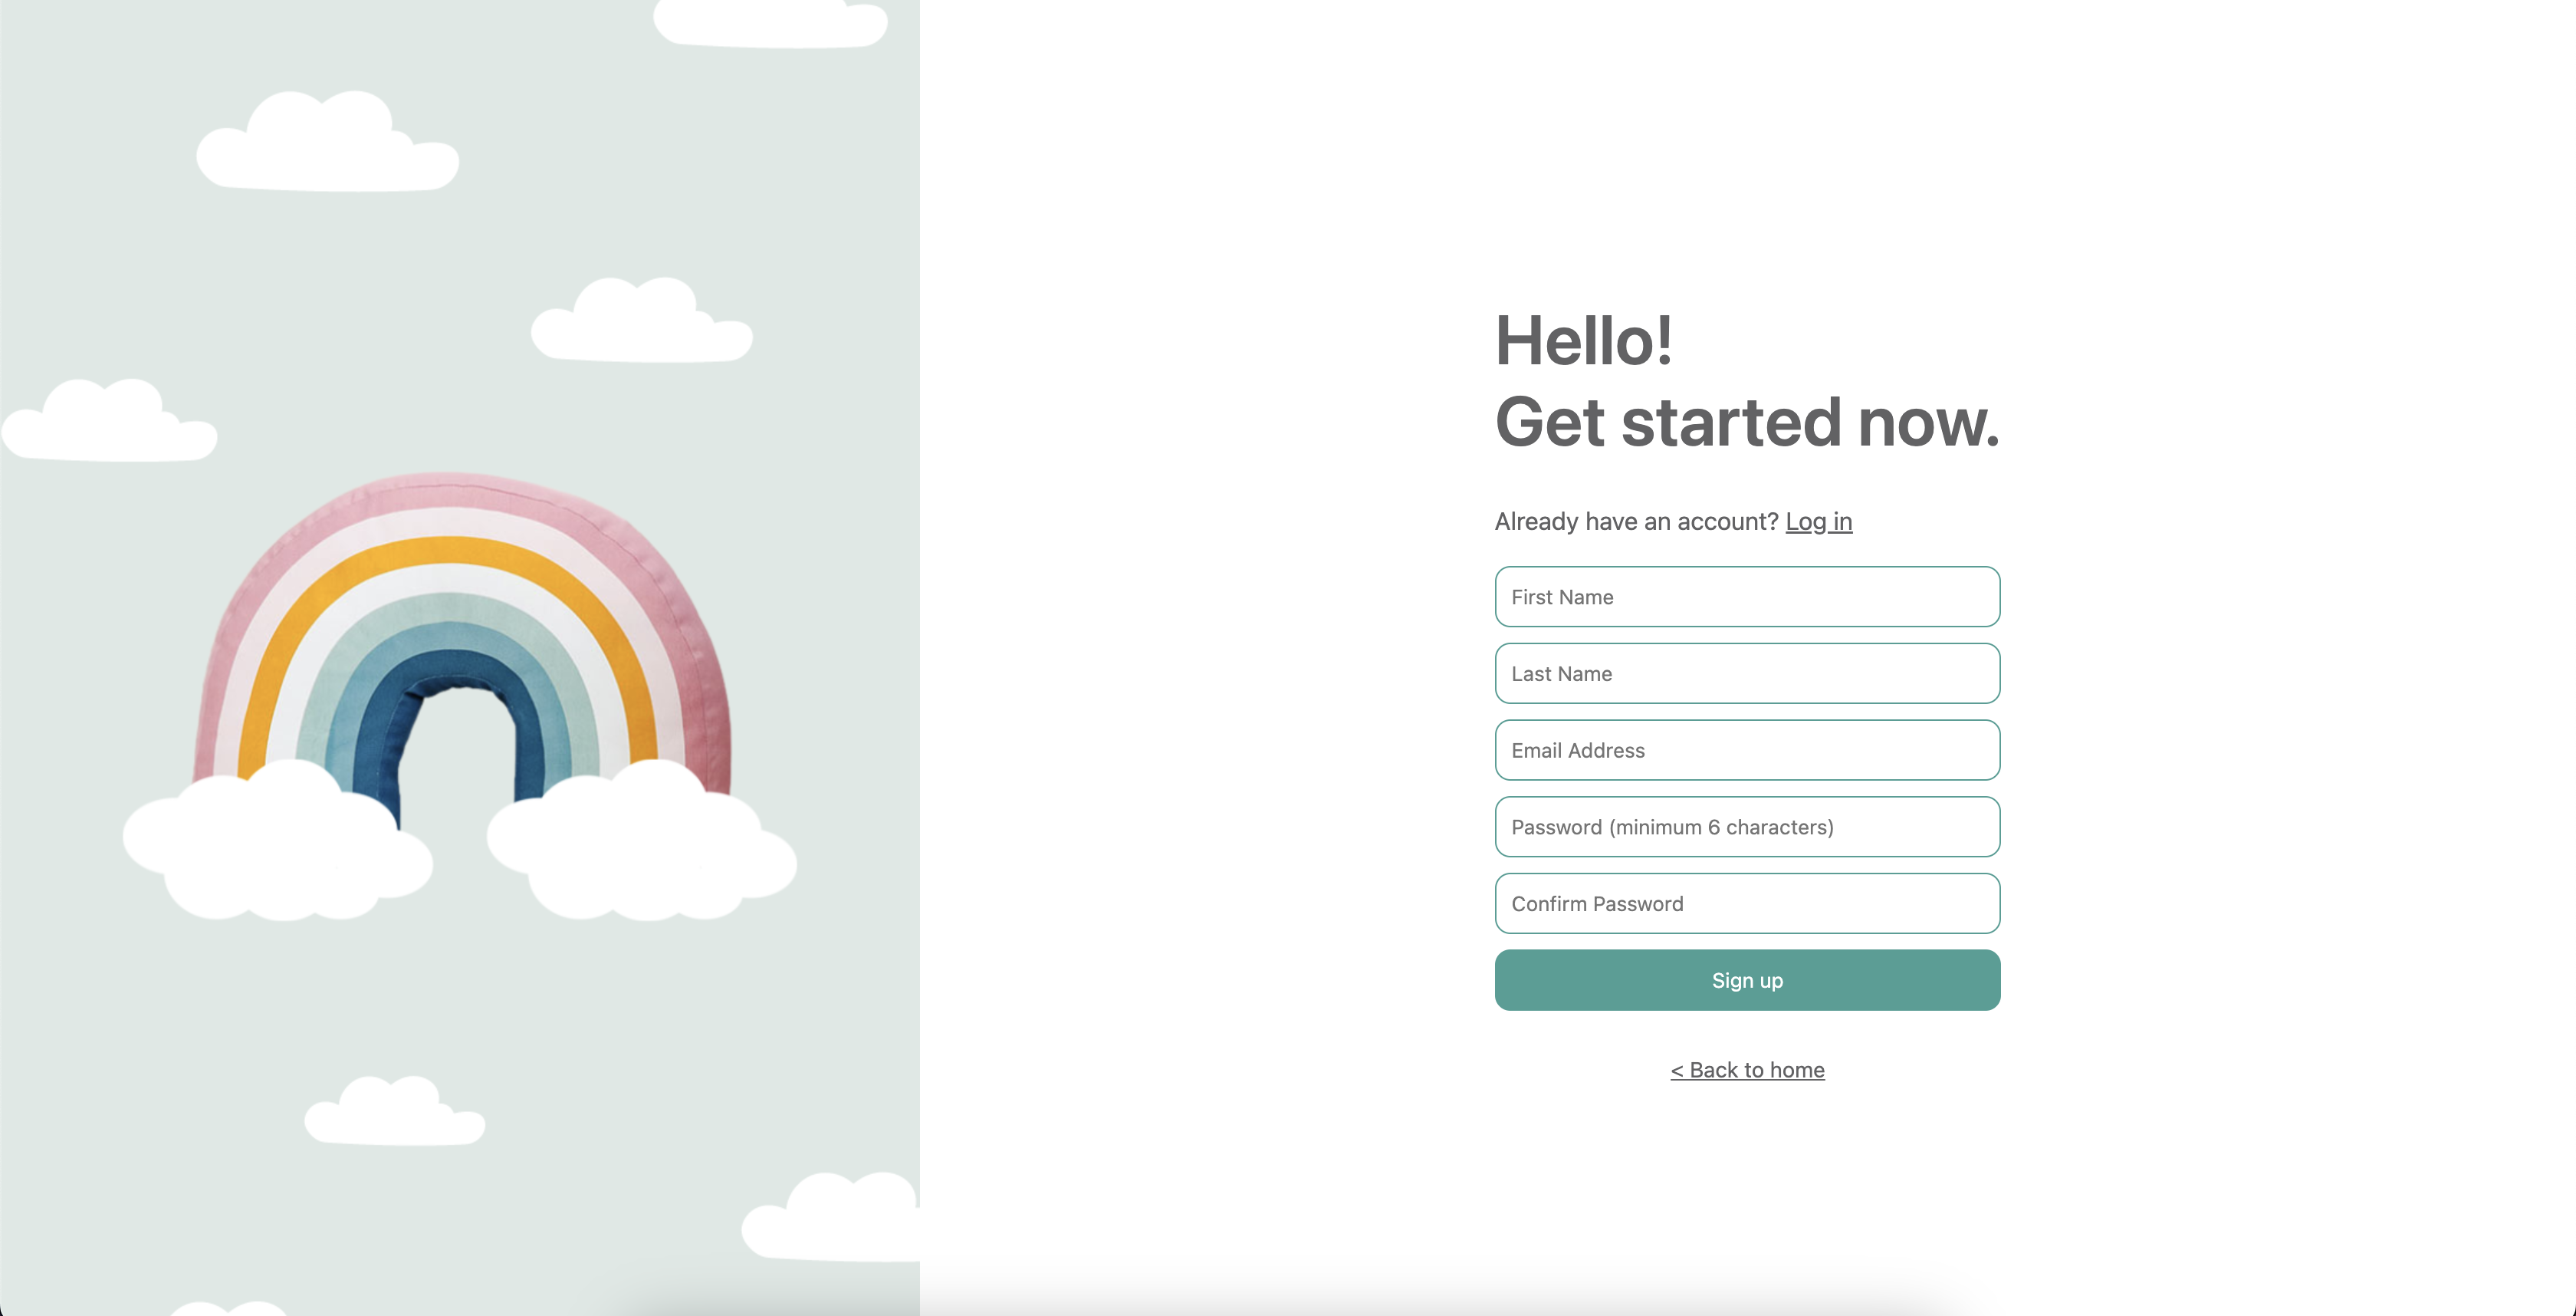 Hello!
Get started now.
Already have an account? Log in
First Name
Last Name
Email Address
Password (minimum 6 characters)
Confirm Password
Sign up
< Back to home